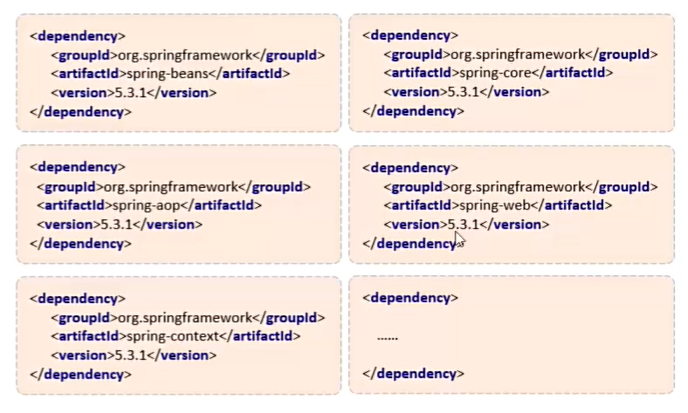 <dependency>
<groupId>org.springframework</groupId>
<artifactId>spring-beans</artifactId>
<version>5.3.1</version>
</dependency>
<dependency>
<groupId>org.springframework</groupId>
<artifactId>spring-core</artifactId>
<version>5.3.1</version>
</dependency>
<dependency>
<groupId>org.springframework</groupId>
<artifactId>spring-aop</artifactId>
<version>5.3.1</version>
</dependency>
<dependency>
<groupId>org.springframework</groupId>
<artifactId>spring-web</artifactId>
<version>5.3.1</version>
</dependency>
<dependency>
<groupId>org.springframework</groupId>
<artifactId>spring-context</artifactId>
<version>5.3.1</version>
</dependency>
<dependency>
......
</dependency>